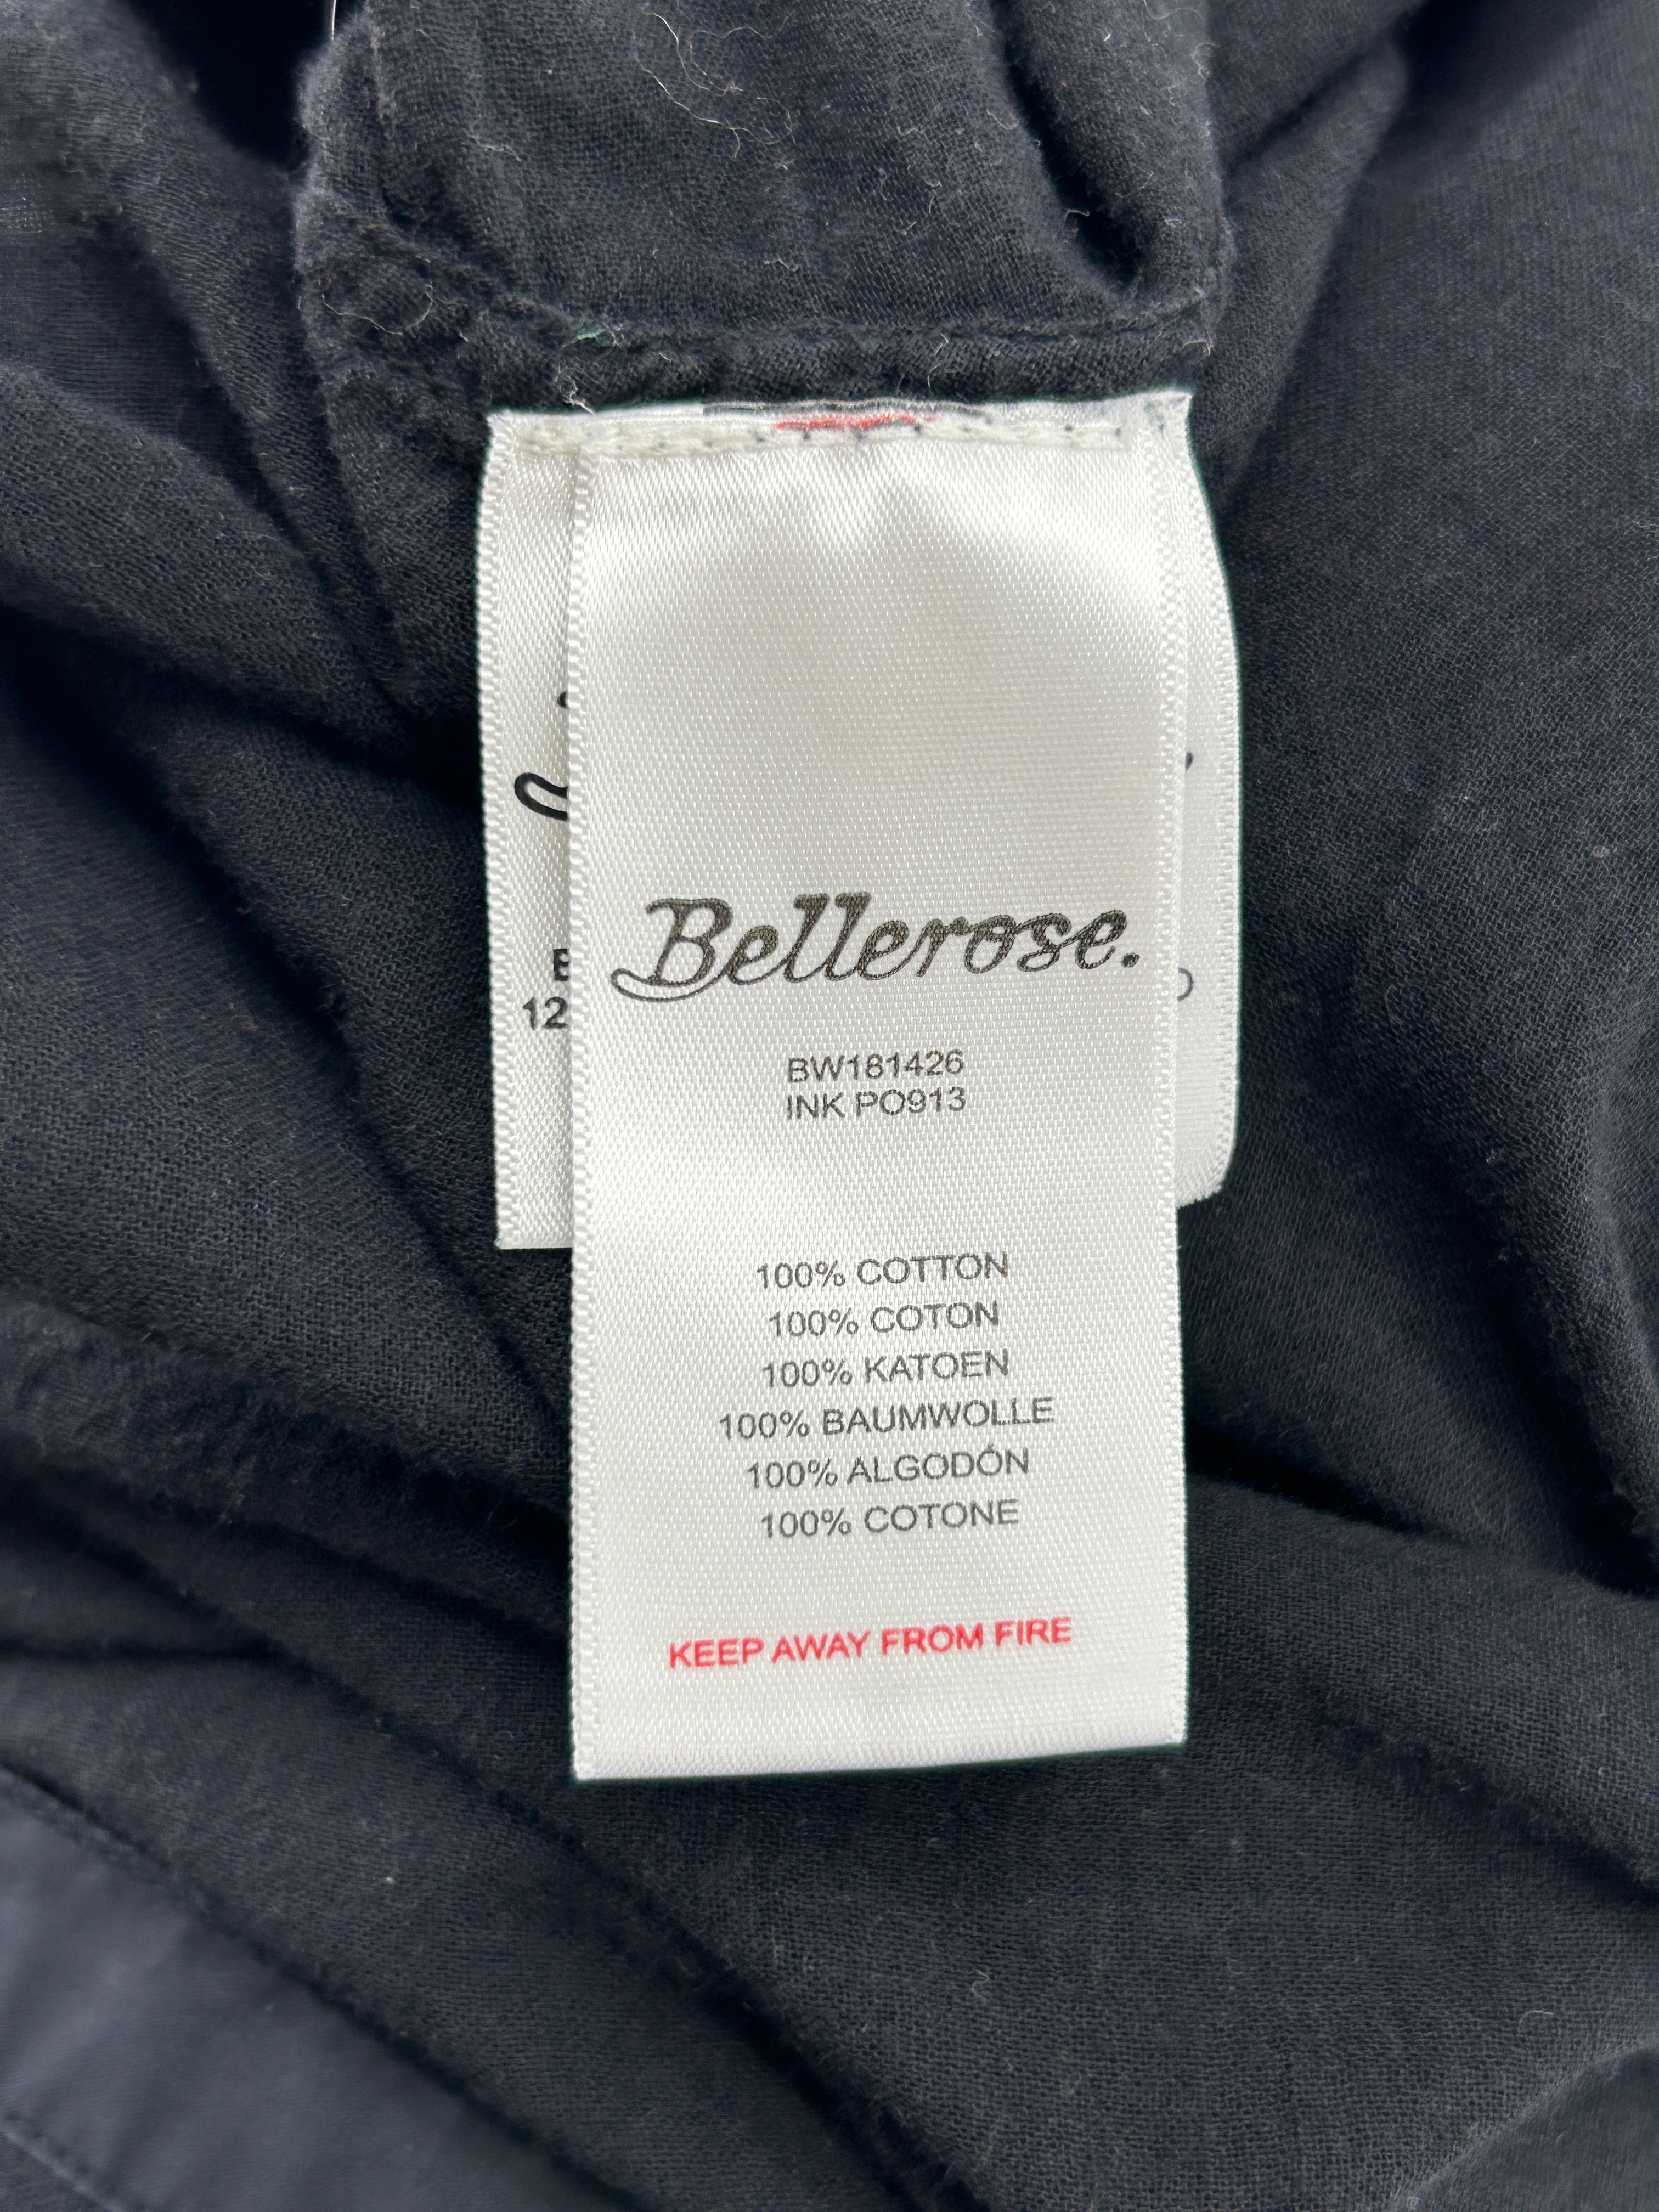 Bellerose.
BW181426
INK PO913
100% COTTON
100% COTON
100% KATOEN
100% BAUMWOLLE
100% ALGODÓN
100% COTONE
KEEP AWAY FROM FIRE
12